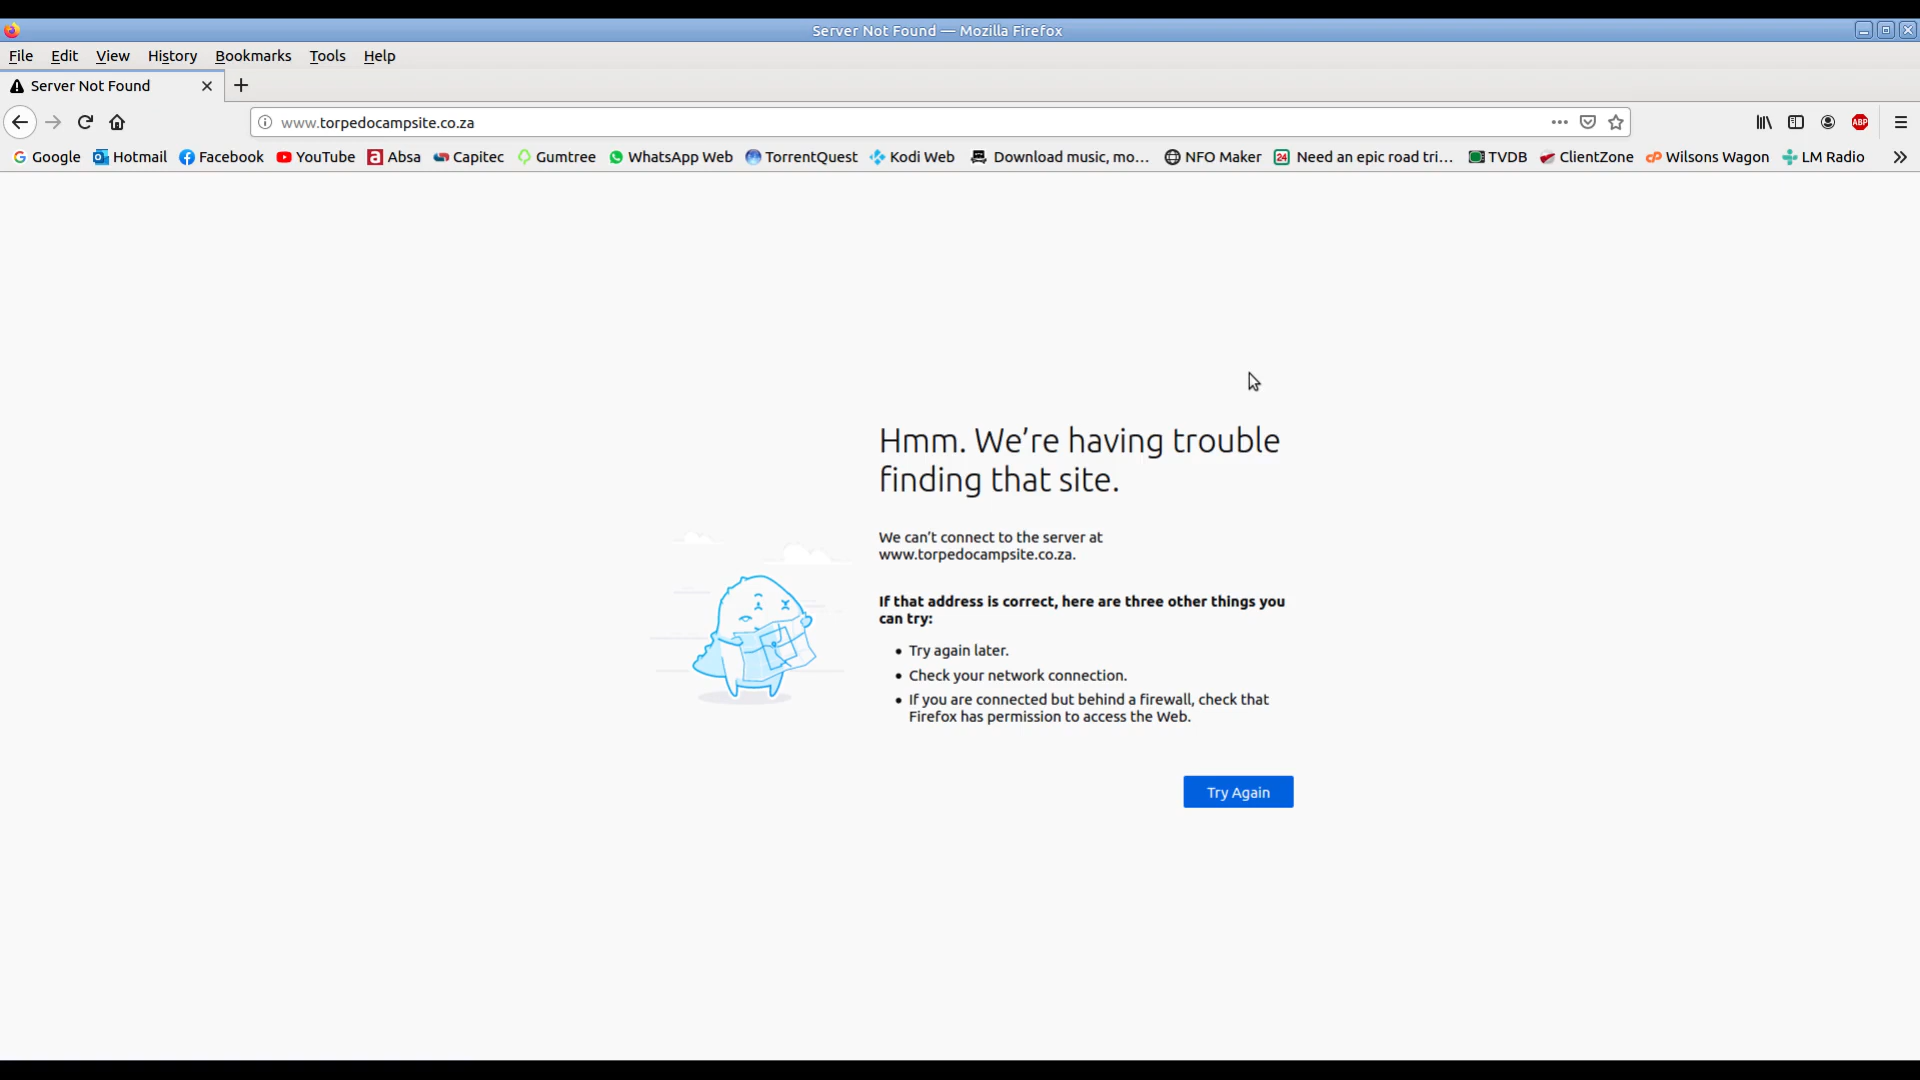 Server Not Found — Mozilla Firefox
File Edit View History Bookmarks Tools Help
Server Not Found
www.torpedocampsite.co.za
ABP
Google Hotmail Facebook YouTube Absa Capitec Gumtree WhatsApp Web TorrentQuest Kodi Web Download music, mo... NFO Maker 24 Need an epic road tri... TVDB ClientZone cP Wilsons Wagon LM Radio
Hmm. We’re having trouble
finding that site.
We can’t connect to the server at
www.torpedocampsite.co.za.
If that address is correct, here are three other things you
can try:
• Try again later.
• Check your network connection.
• If you are connected but behind a firewall, check that
Firefox has permission to access the Web.
Try Again